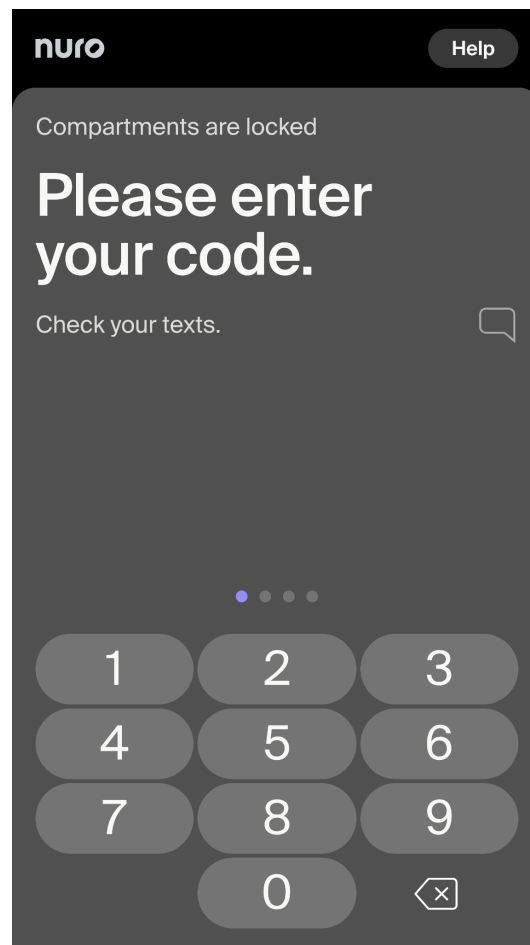 nuro
Help
Compartments are locked
Please enter
your code.
Check your texts.
1 2 3
4 5 6
7 8 9
0